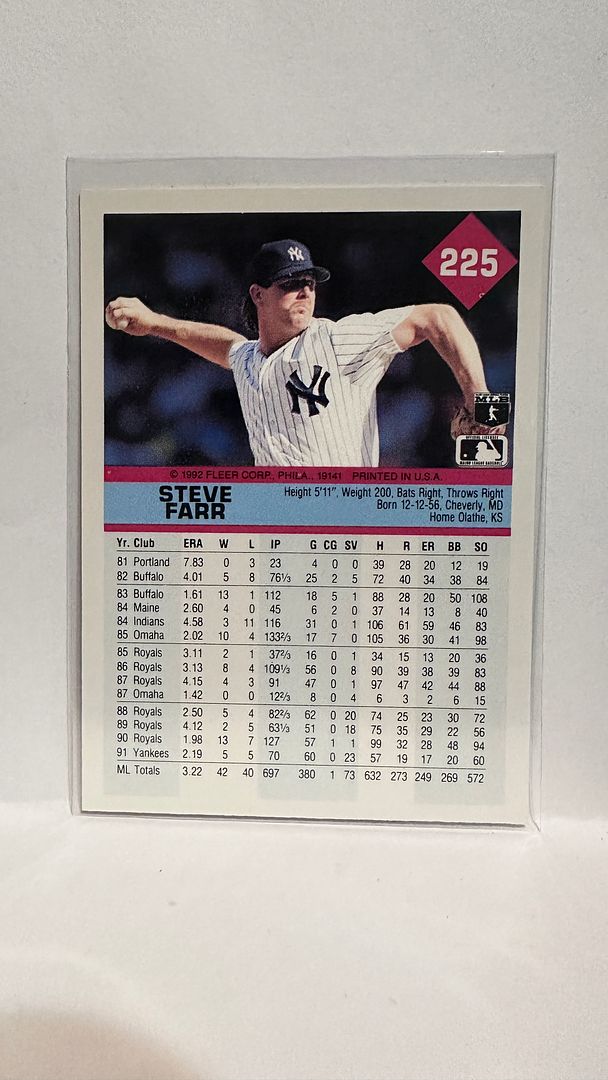 225
NY
NY
MLB
OFFICIAL LICENSEE
MAJOR LEAGUE BASEBALL
© 1992 FLEER CORP., PHILA., 19141 PRINTED IN U.S.A.
STEVE FARR
Height 5'11", Weight 200, Bats Right, Throws Right
Born 12-12-56, Cheverly, MD
Home Olathe, KS
Yr. Club ERA W L IP G CG SV H R ER BB SO
81 Portland 7.83 0 3 23 4 0 0 39 28 20 12 19
82 Buffalo 4.01 5 8 76⅓ 25 2 5 72 40 34 38 84
83 Buffalo 1.61 13 1 112 18 5 1 88 28 20 50 108
84 Maine 2.60 4 0 45 6 2 0 37 14 13 8 40
84 Indians 4.58 3 11 116 31 0 1 106 61 59 46 83
85 Omaha 2.02 10 4 133⅔ 17 7 0 105 36 30 41 98
85 Royals 3.11 2 1 37⅔ 16 0 1 34 15 13 20 36
86 Royals 3.13 8 4 109⅓ 56 0 8 90 39 38 39 83
87 Royals 4.15 4 3 91 47 0 1 97 47 42 44 88
87 Omaha 1.42 0 0 12⅔ 8 0 4 6 3 2 6 15
88 Royals 2.50 5 4 82⅔ 62 0 20 74 25 23 30 72
89 Royals 4.12 2 5 63⅓ 51 0 18 75 35 29 22 56
90 Royals 1.98 13 7 127 57 1 1 99 32 28 48 94
91 Yankees 2.19 5 5 70 60 0 23 57 19 17 20 60
ML Totals 3.22 42 40 697 380 1 73 632 273 249 269 572